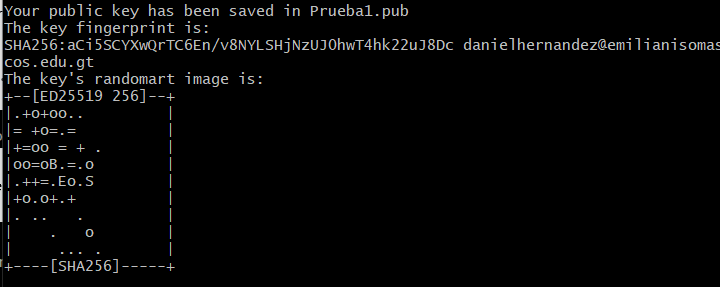 Your public key has been saved in Prueba1.pub
The key fingerprint is:
SHA256:aCi5SCYXwQrTC6En/v8NYLSHjNzUJ0hwT4hk22uJ8Dc danielhernandez@emilianisomas
cos.edu.gt
The key's randomart image is:
+--[ED25519 256]--+
|.+o+oo..         |
|= +o=.=          |
|+=oo = + .       |
|oo=oB.=.o        |
|.++=.Eo.S        |
|+o.o+.+          |
|. ..   .         |
|    .   o        |
|     ... .       |
+----[SHA256]-----+